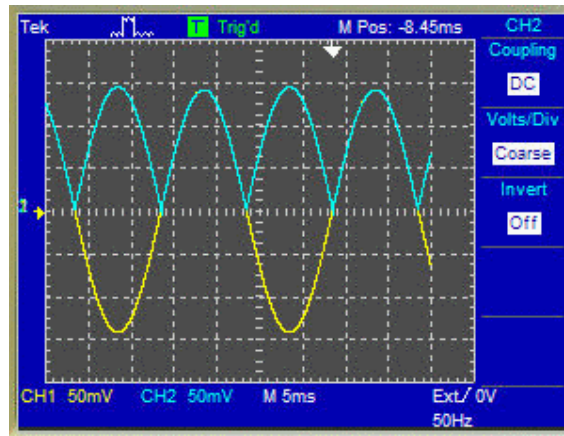 Tek T Trig'd M Pos: -8.45ms CH2
Coupling
DC
Volts/Div
Coarse
Invert
Off
CH1 50mV CH2 50mV M 5ms Ext / 0V
50Hz